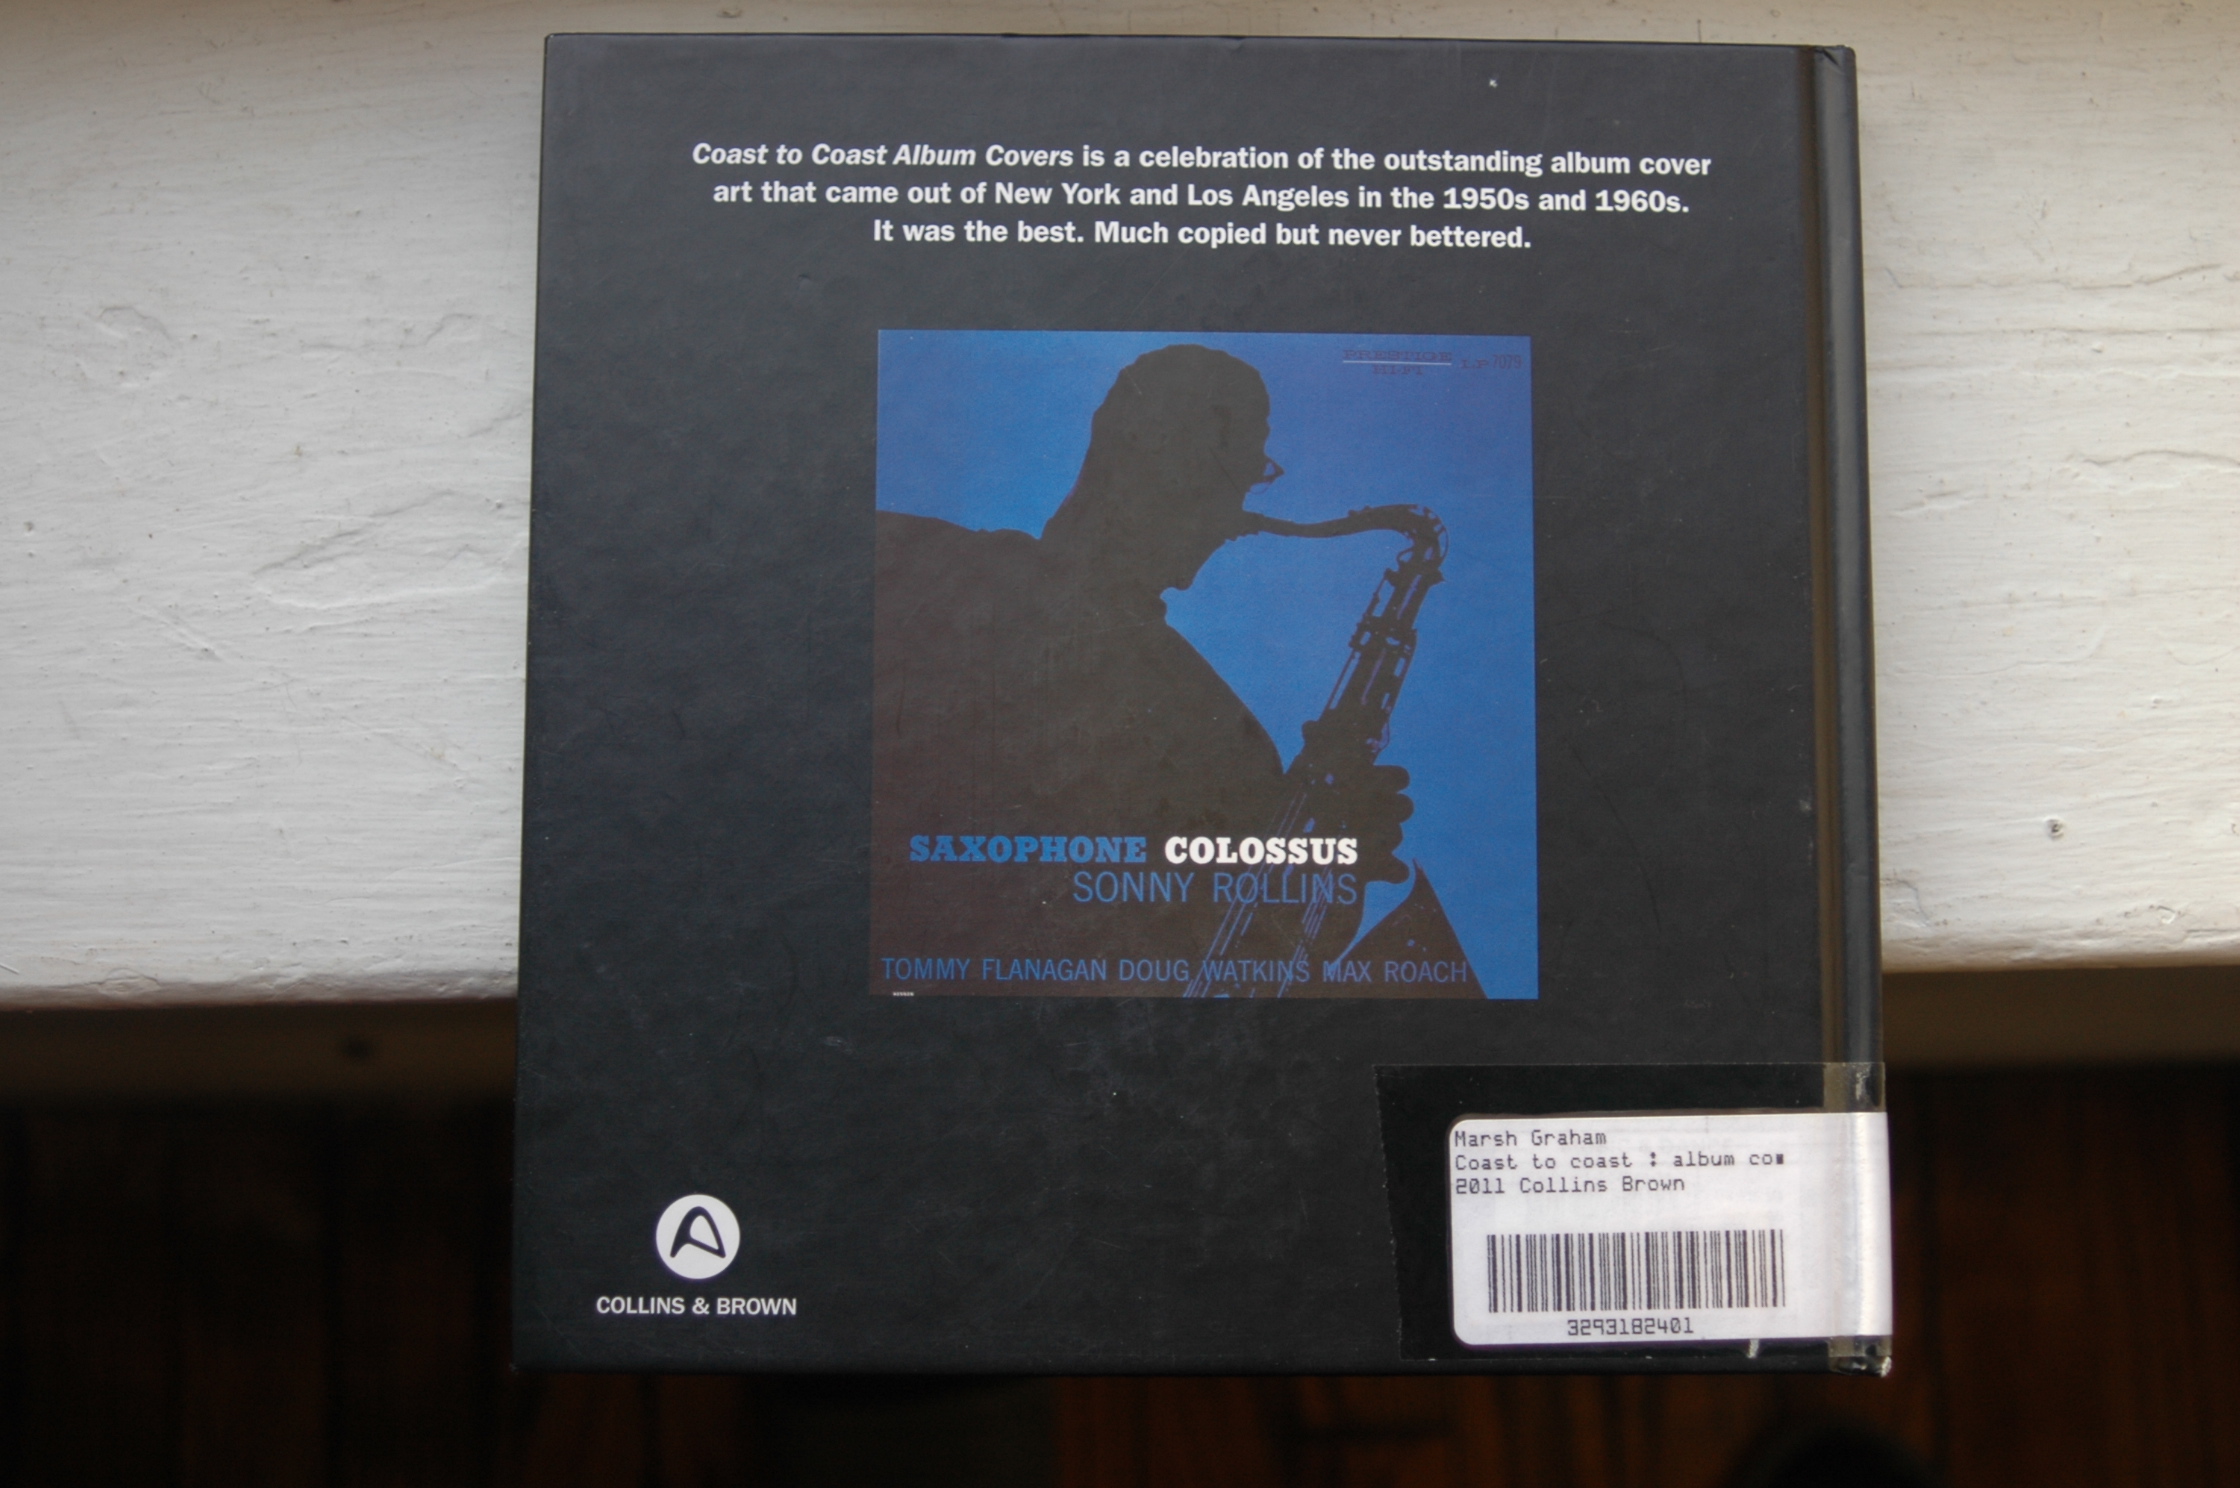 Coast to Coast Album Covers is a celebration of the outstanding album cover
art that came out of New York and Los Angeles in the 1950s and 1960s.
It was the best. Much copied but never bettered.
PRESTIGE
HI-FI
LP 7079
SAXOPHONE COLOSSUS
SONNY ROLLINS
TOMMY FLANAGAN DOUG WATKINS MAX ROACH
COLLINS & BROWN
Marsh Graham
Coast to coast : album co
2011 Collins Brown
3293182401